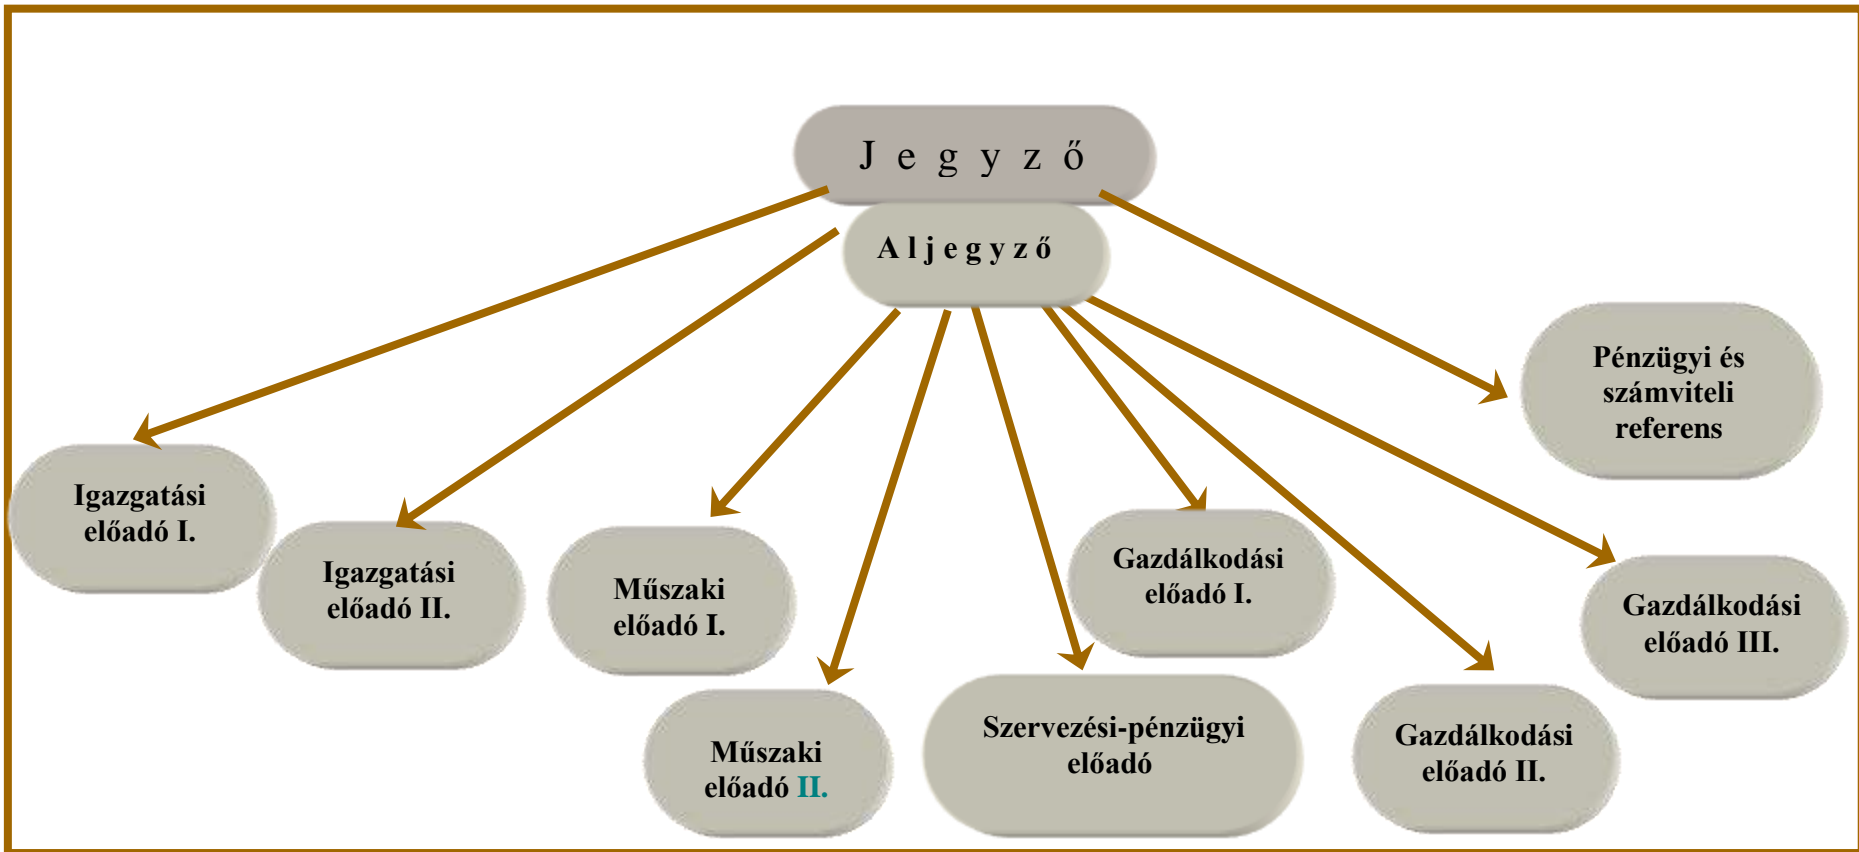 J e g y z ő
A l j e g y z ő
Pénzügyi és
számviteli
referens
Igazgatási
előadó I.
Igazgatási
előadó II.
Műszaki
előadó I.
Gazdálkodási
előadó I.
Gazdálkodási
előadó III.
Műszaki
előadó II.
Szervezési-pénzügyi
előadó
Gazdálkodási
előadó II.